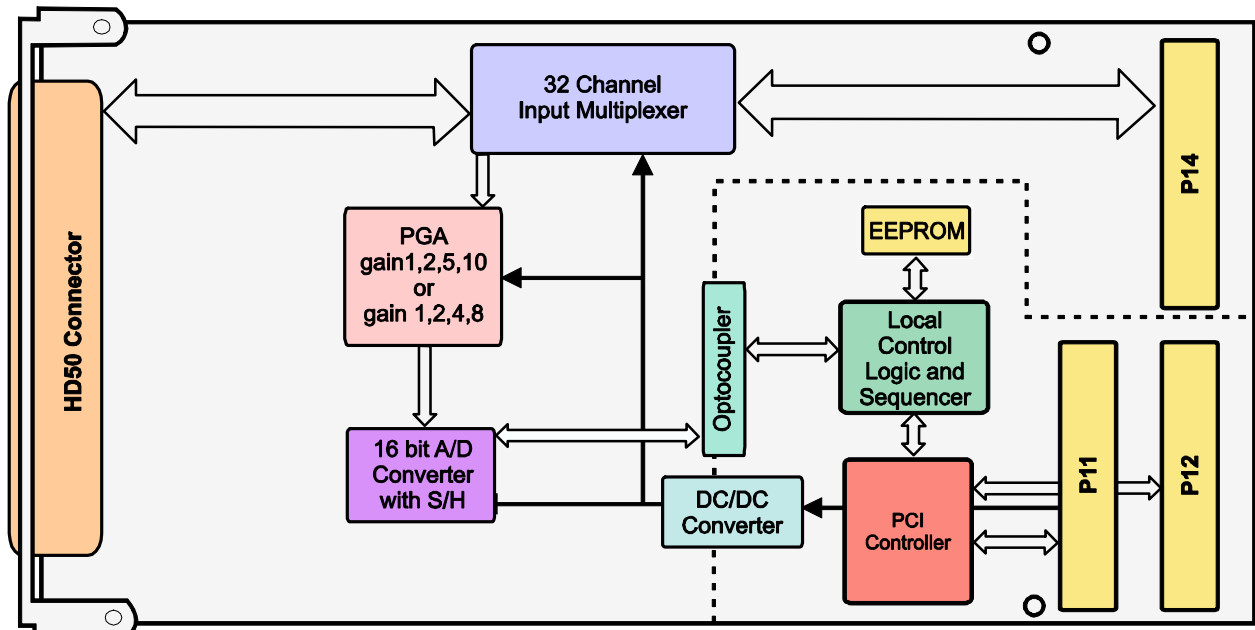 32 Channel
Input Multiplexer
P14
HD50 Connector
PGA
gain1,2,5,10
or
gain 1,2,4,8
EEPROM
Optocoupler
Local
Control
Logic and
Sequencer
16 bit A/D
Converter
with S/H
DC/DC
Converter
PCI
Controller
P11
P12